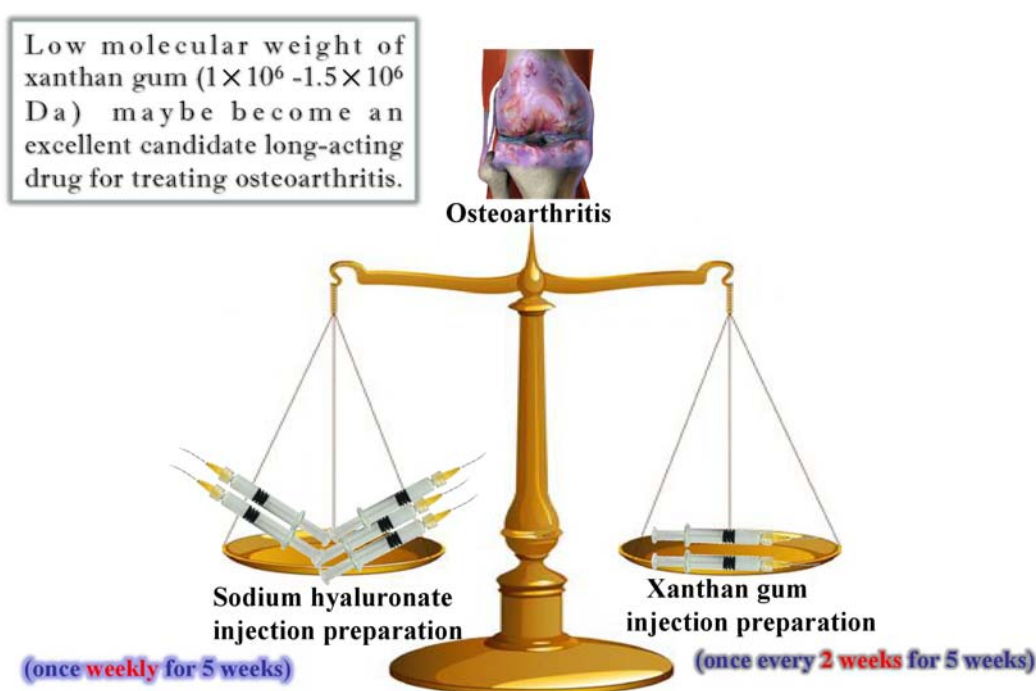 Low molecular weight of
xanthan gum (1×10⁶ -1.5×10⁶
Da) maybe become an
excellent candidate long-acting
drug for treating osteoarthritis.
Osteoarthritis
Sodium hyaluronate
injection preparation
(once weekly for 5 weeks)
Xanthan gum
injection preparation
(once every 2 weeks for 5 weeks)